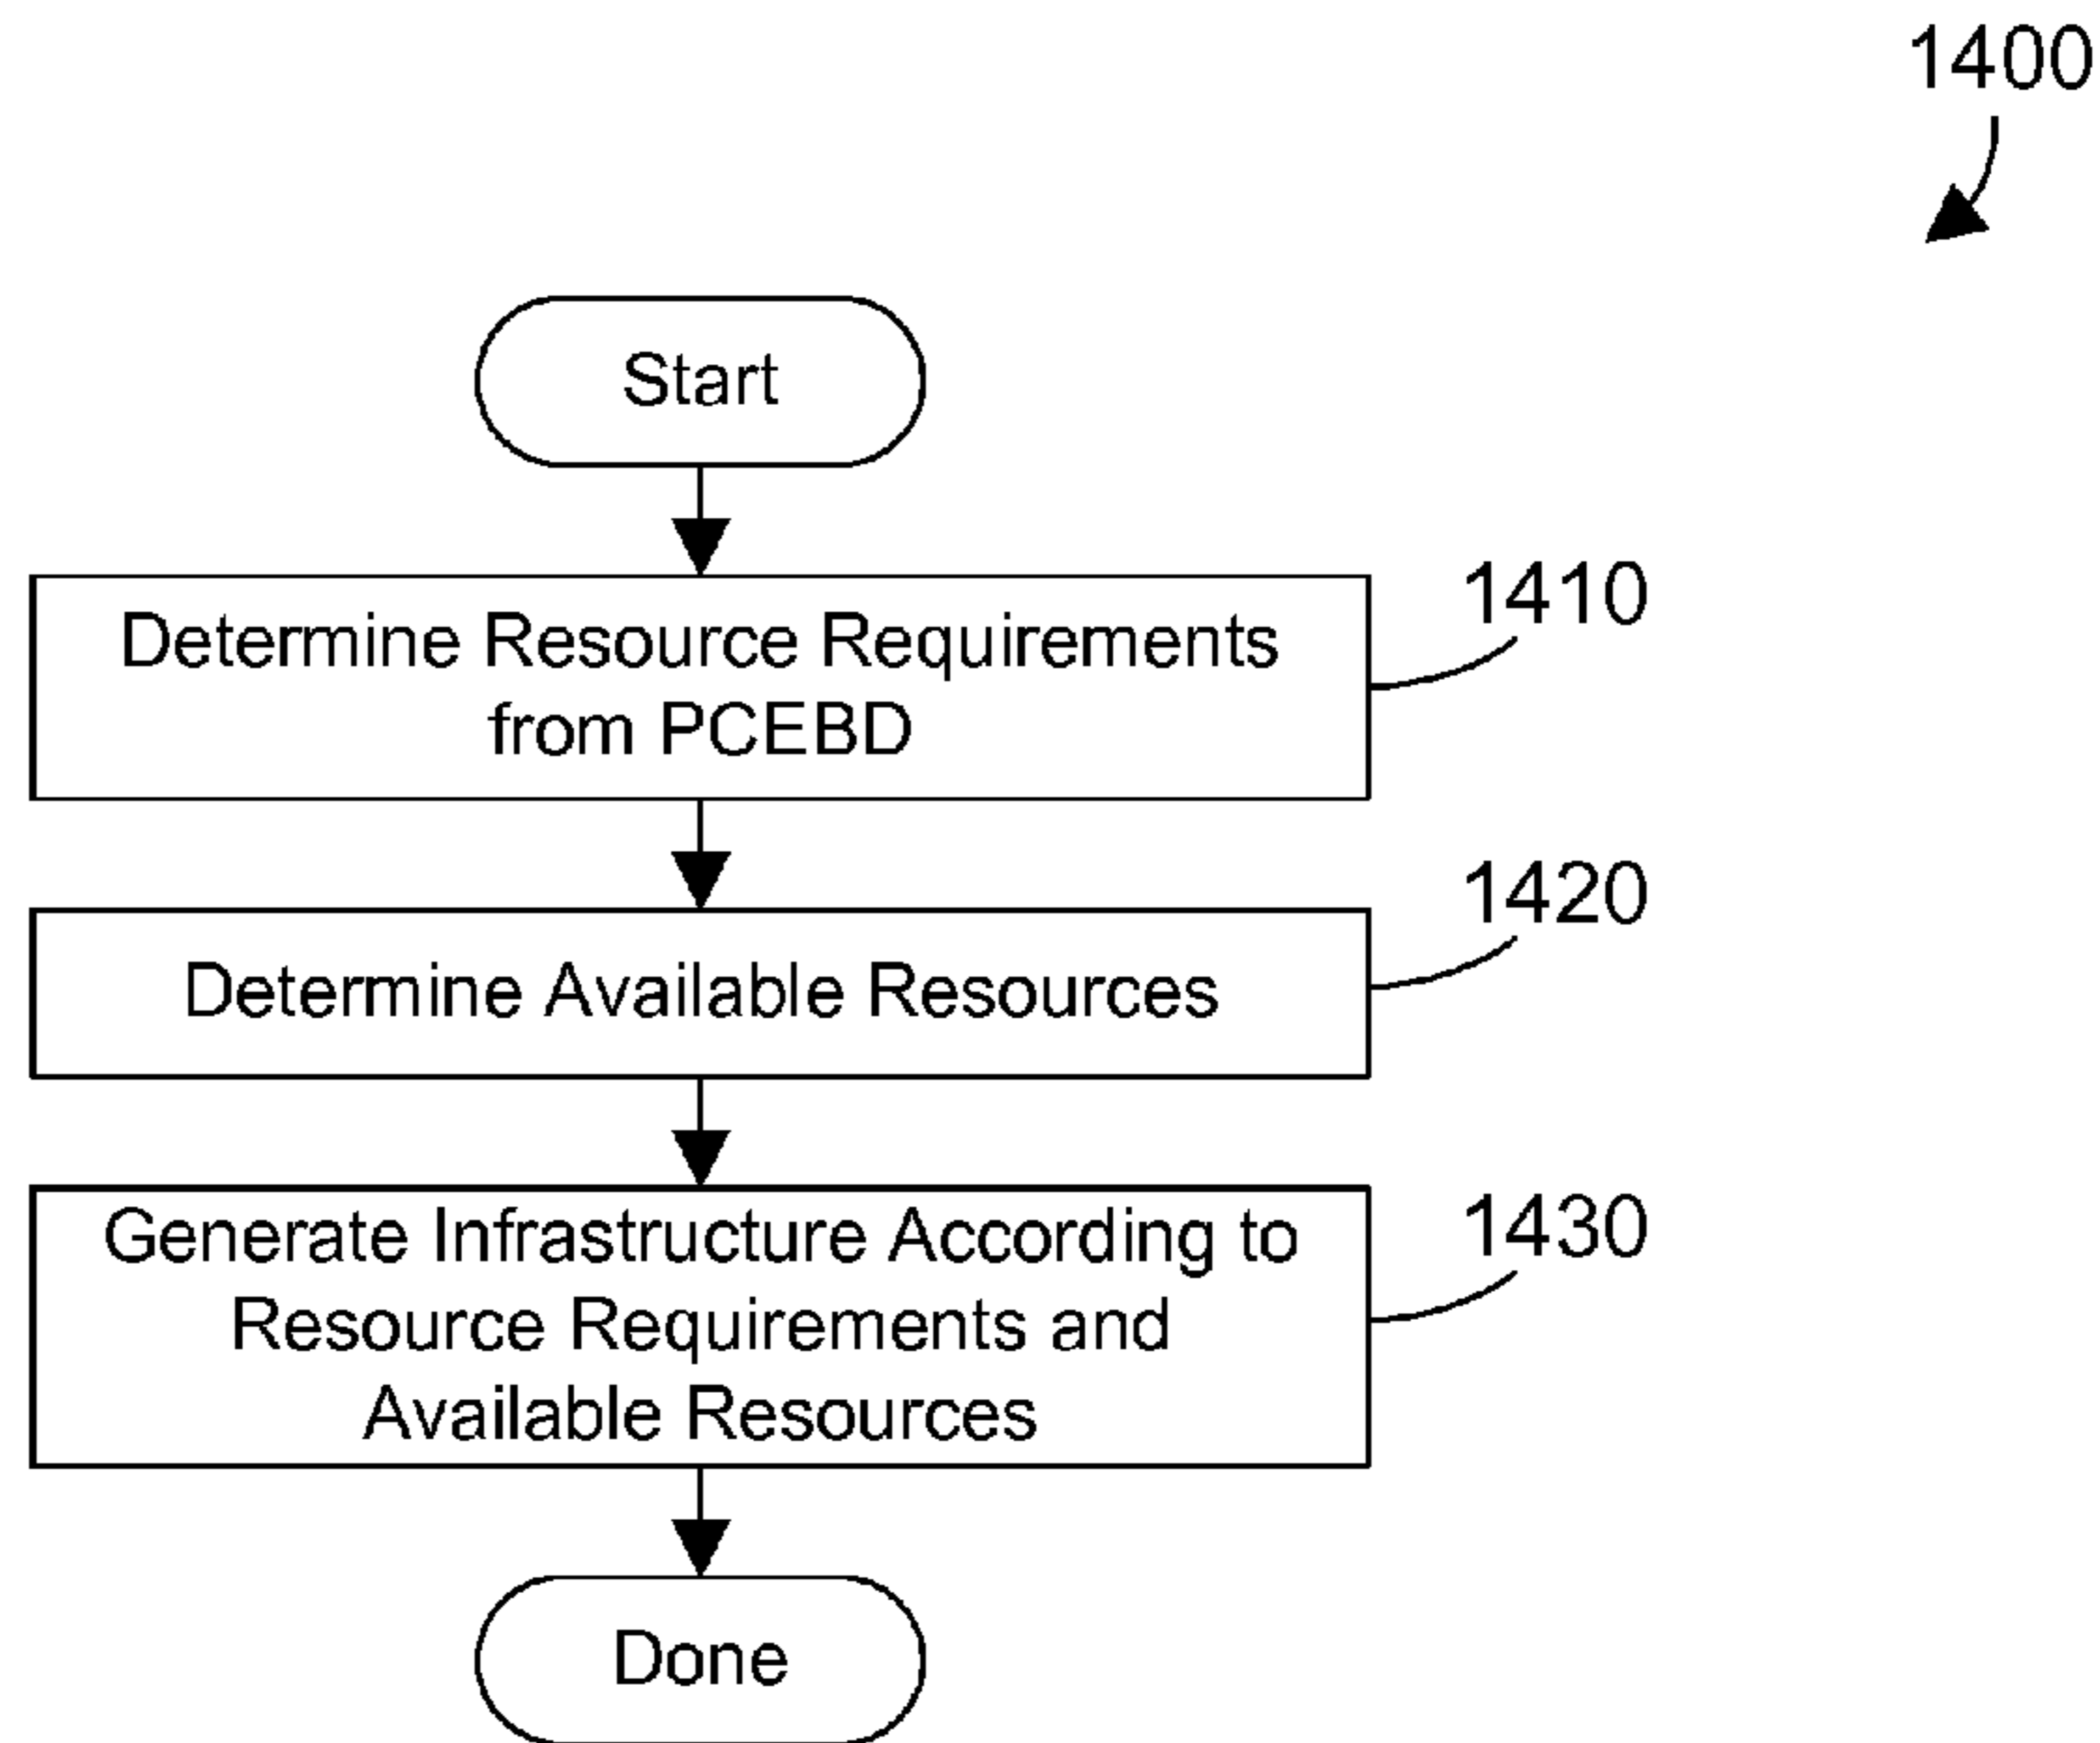 1400
Start
Determine Resource Requirements
from PCEBD
1410
Determine Available Resources
1420
Generate Infrastructure According to
Resource Requirements and
Available Resources
1430
Done